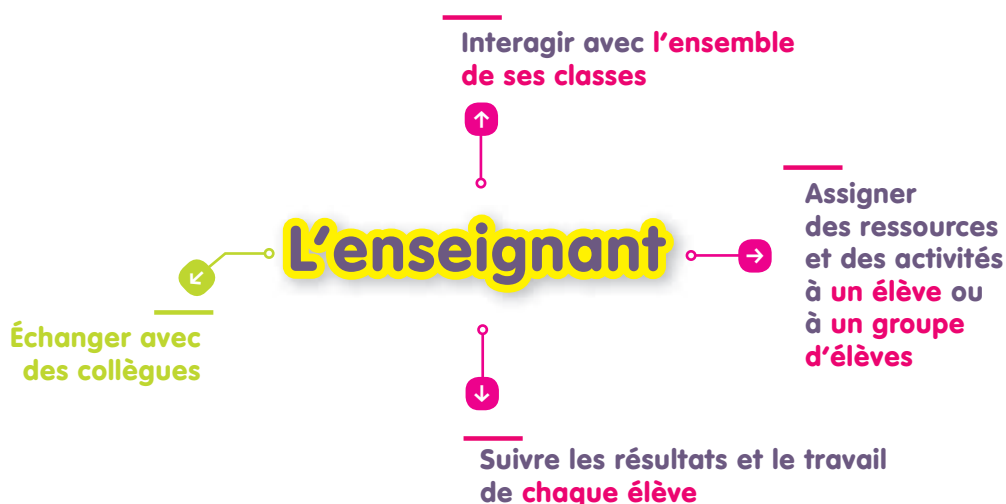 Interagir avec l'ensemble
de ses classes
Assigner
des ressources
et des activités
à un élève ou
à un groupe
d'élèves
L'enseignant
Échanger avec
des collègues
Suivre les résultats et le travail
de chaque élève